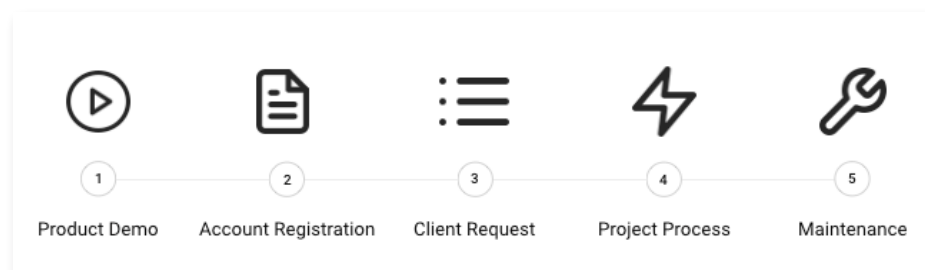 1 2 3 4 5
Product Demo Account Registration Client Request Project Process Maintenance